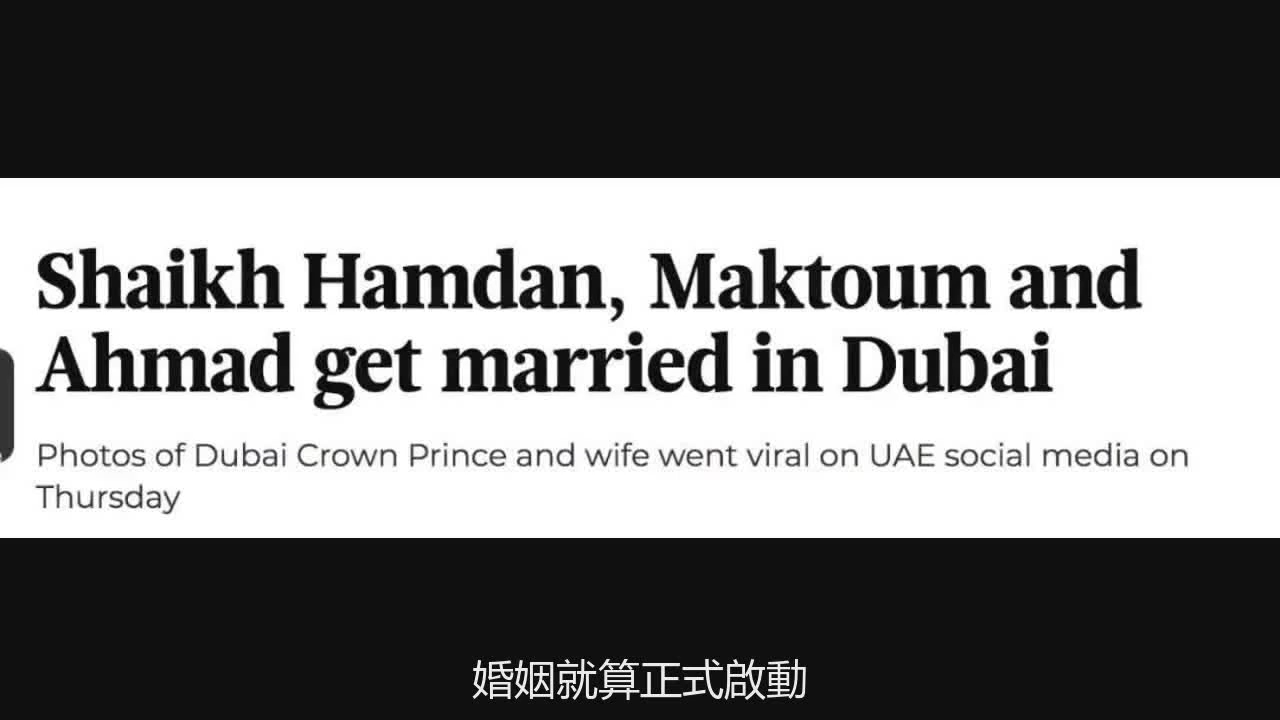 Shaikh Hamdan, Maktoum and
Ahmad get married in Dubai
Photos of Dubai Crown Prince and wife went viral on UAE social media on
Thursday
婚姻就算正式啟動